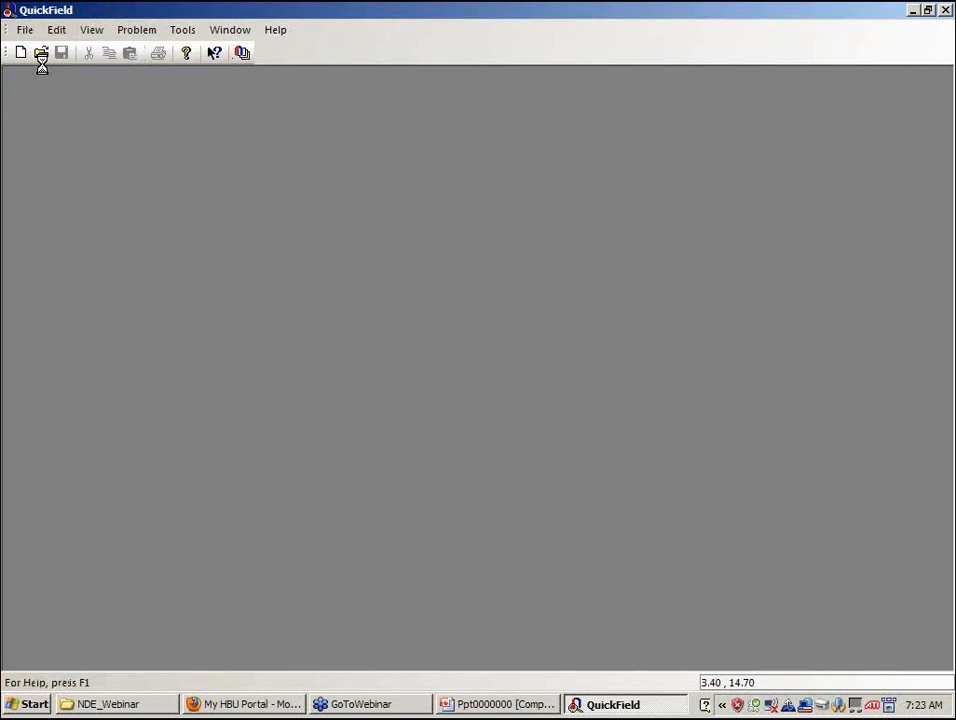 QuickField
File Edit View Problem Tools Window Help
For Help, press F1
3.40 , 14.70
Start NDE_Webinar My HBU Portal - Mo... GoToWebinar Ppt0000000 [Comp... QuickField « 7:23 AM